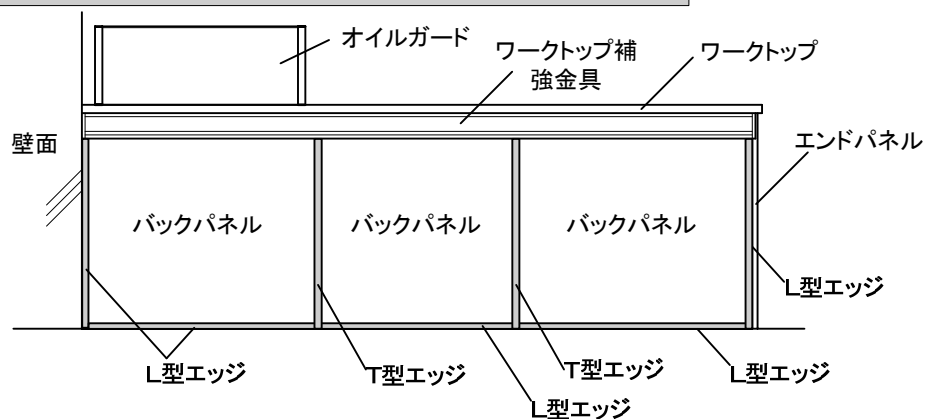 オイルガード
ワークトップ補
強金具
ワークトップ
壁面
エンドパネル
バックパネル
バックパネル
バックパネル
L型エッジ
L型エッジ
T型エッジ
T型エッジ
L型エッジ
L型エッジ